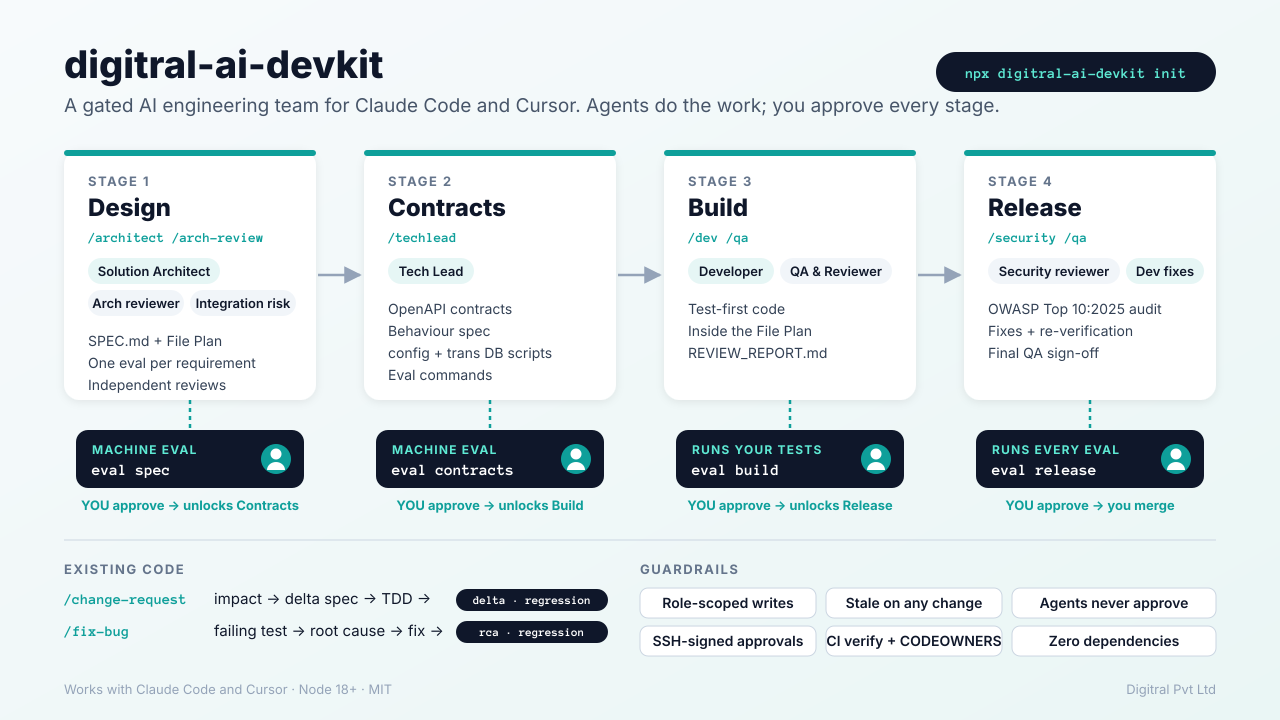 digitral-ai-devkit
npx digitral-ai-devkit init
A gated AI engineering team for Claude Code and Cursor. Agents do the work; you approve every stage.
STAGE 1
Design
/architect /arch-review
Solution Architect
Arch reviewer
Integration risk
SPEC.md + File Plan
One eval per requirement
Independent reviews
MACHINE EVAL
eval spec
YOU approve → unlocks Contracts
STAGE 2
Contracts
/techlead
Tech Lead
OpenAPI contracts
Behaviour spec
config + trans DB scripts
Eval commands
MACHINE EVAL
eval contracts
YOU approve → unlocks Build
STAGE 3
Build
/dev /qa
Developer
QA & Reviewer
Test-first code
Inside the File Plan
REVIEW_REPORT.md
RUNS YOUR TESTS
eval build
YOU approve → unlocks Release
STAGE 4
Release
/security /qa
Security reviewer
Dev fixes
OWASP Top 10:2025 audit
Fixes + re-verification
Final QA sign-off
RUNS EVERY EVAL
eval release
YOU approve → you merge
EXISTING CODE
/change-request impact → delta spec → TDD → delta · regression
/fix-bug failing test → root cause → fix → rca · regression
GUARDRAILS
Role-scoped writes
Stale on any change
Agents never approve
SSH-signed approvals
CI verify + CODEOWNERS
Zero dependencies
Works with Claude Code and Cursor · Node 18+ · MIT
Digitral Pvt Ltd